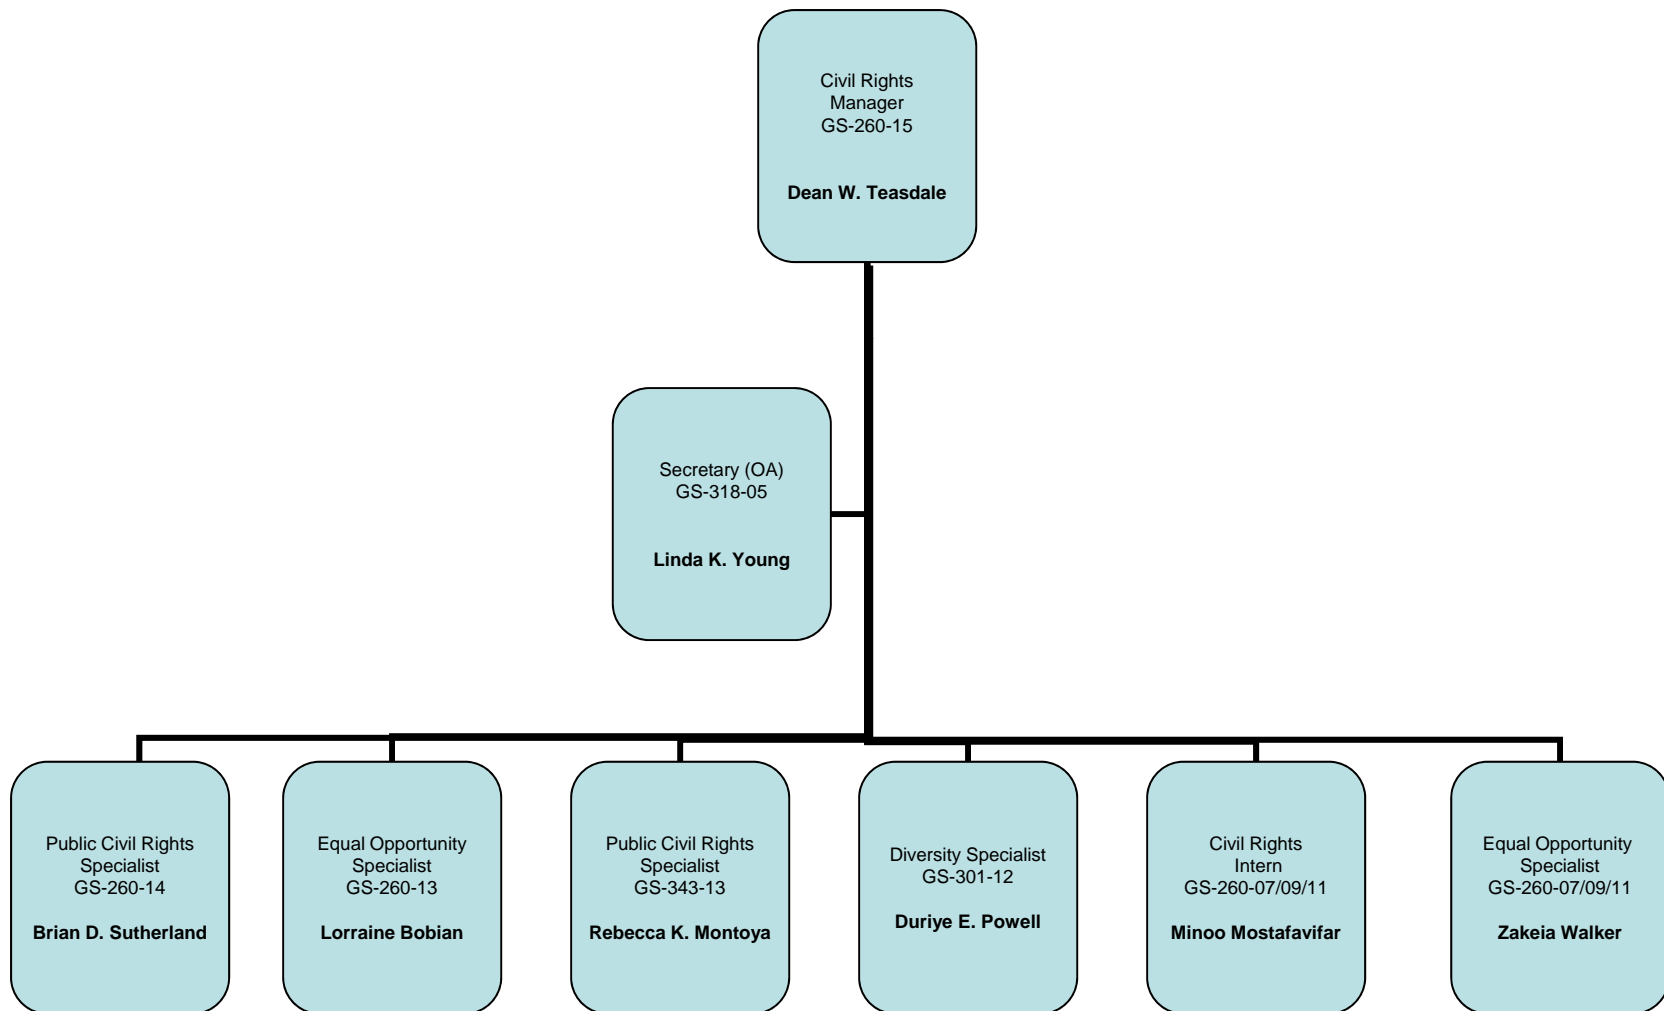 Civil Rights
Manager
GS-260-15
Dean W. Teasdale
Secretary (OA)
GS-318-05
Linda K. Young
Public Civil Rights
Specialist
GS-260-14
Brian D. Sutherland
Equal Opportunity
Specialist
GS-260-13
Lorraine Bobian
Public Civil Rights
Specialist
GS-343-13
Rebecca K. Montoya
Diversity Specialist
GS-301-12
Duriye E. Powell
Civil Rights
Intern
GS-260-07/09/11
Minoo Mostafavifar
Equal Opportunity
Specialist
GS-260-07/09/11
Zakeia Walker